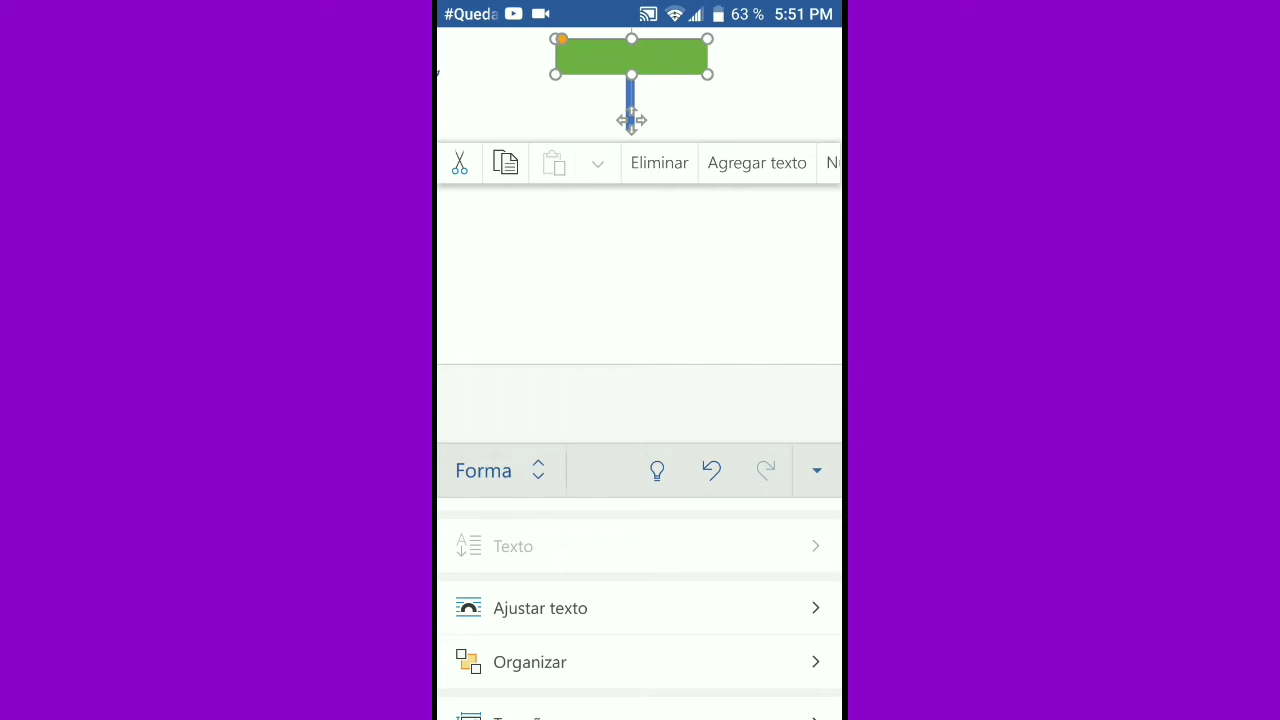 #Queda
63 %
5:51 PM
Eliminar
Agregar texto
Forma
Texto
Ajustar texto
Organizar